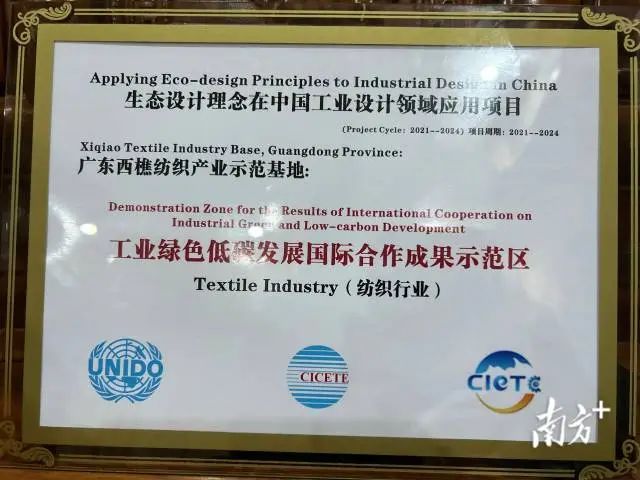 Applying Eco-design Principles to Industrial Design in China
生态设计理念在中国工业设计领域应用项目
(Project Cycle: 2021--2024) 项目周期: 2021--2024
Xiqiao Textile Industry Base, Guangdong Province:
广东西樵纺织产业示范基地:
Demonstration Zone for the Results of International Cooperation on
Industrial Green and Low-carbon Development
工业绿色低碳发展国际合作成果示范区
Textile Industry (纺织行业)
UNIDO
CICETE
CIETC
南方+